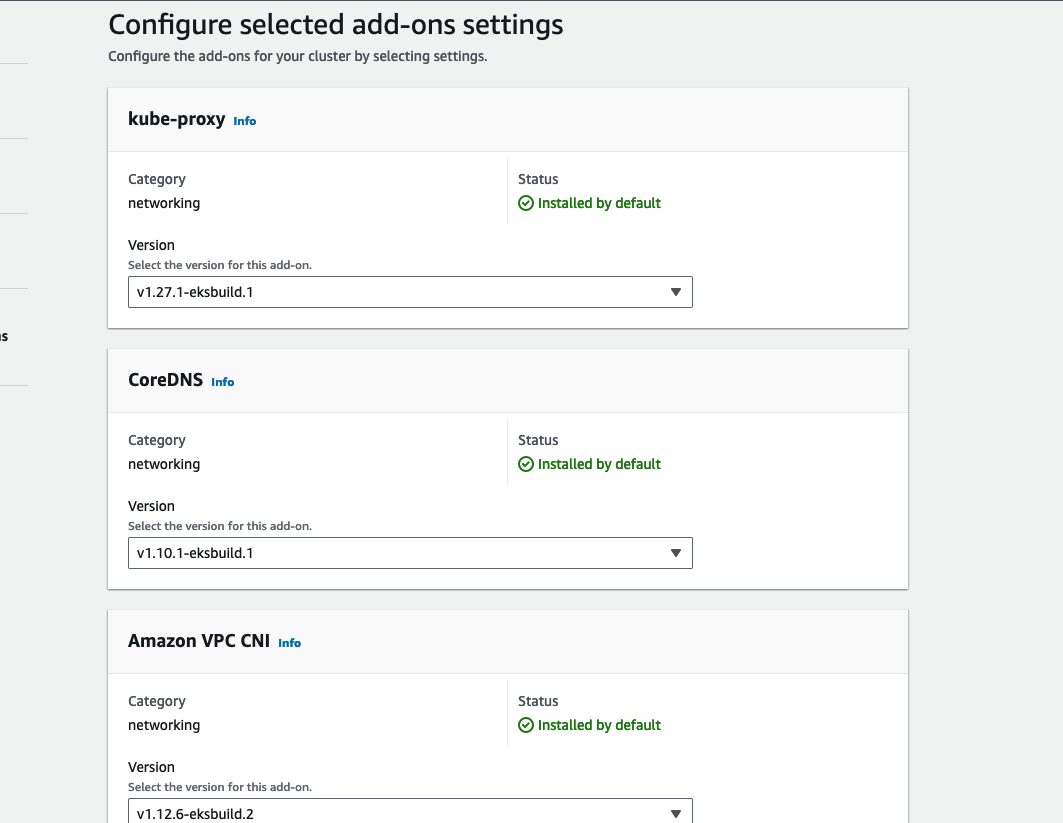 Configure selected add-ons settings
Configure the add-ons for your cluster by selecting settings.
kube-proxy Info
Category
networking
Status
Installed by default
Version
Select the version for this add-on.
v1.27.1-eksbuild.1
CoreDNS Info
Category
networking
Status
Installed by default
Version
Select the version for this add-on.
v1.10.1-eksbuild.1
Amazon VPC CNI Info
Category
networking
Status
Installed by default
Version
Select the version for this add-on.
v1.12.6-eksbuild.2